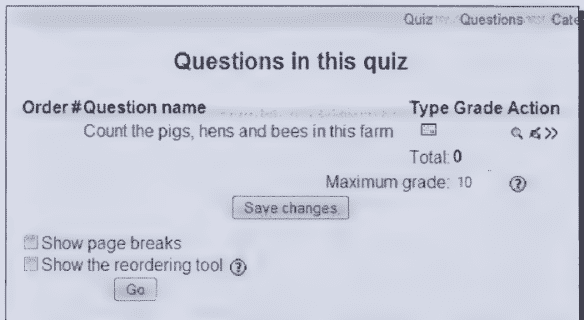 Quiz Questions Cate
Questions in this quiz
Order # Question name Type Grade Action
Count the pigs, hens and bees in this farm
Total: 0
Maximum grade: 10
Save changes
Show page breaks
Show the reordering tool
Go